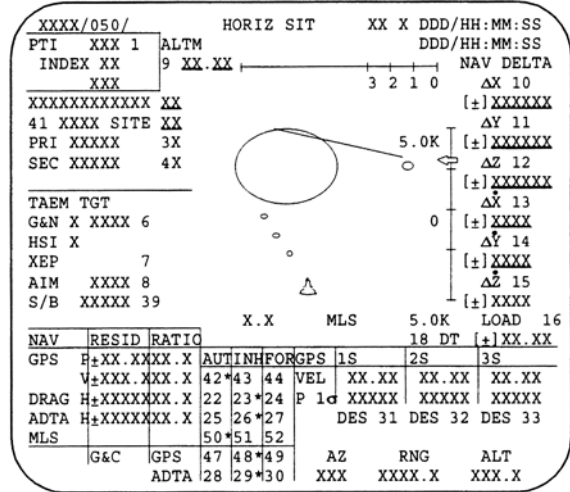 XXXX/050/ HORIZ SIT XX X DDD/HH:MM:SS
PTI XXX 1 ALTM DDD/HH:MM:SS
INDEX XX 9 XX.XX NAV DELTA
XXX 3 2 1 0 ΔX 10
XXXXXXXXXXXX XX [±]XXXXXX
41 XXXX SITE XX ΔY 11
PRI XXXXX 3X 5.0K [±]XXXXXX
SEC XXXXX 4X ΔZ 12
[±]XXXXXX
TAEM TGT ΔẊ 13
G&N X XXXX 6 0 [±]XXXX
HSI X ΔẎ 14
XEP 7 [±]XXXX
AIM XXXX 8 ΔŻ 15
S/B XXXXX 39 [±]XXXX
X.X MLS 5.0K LOAD 16
NAV RESID RATIO 18 DT [±]XX.XX
GPS P±XX.XXXX.X AUT INH FOR GPS 1S 2S 3S
V±XXX.XXX.X 42*43 44 VEL XX.XX XX.XX XX.XX
DRAG H±XXXXXXX.X 22 23*24 P 1σ XXXXX XXXXX XXXXX
ADTA H±XXXXXXX.X 25 26*27 DES 31 DES 32 DES 33
MLS 50*51 52
G&C GPS 47 48*49 AZ RNG ALT
ADTA 28 29*30 XXX XXXX.X XXX.X